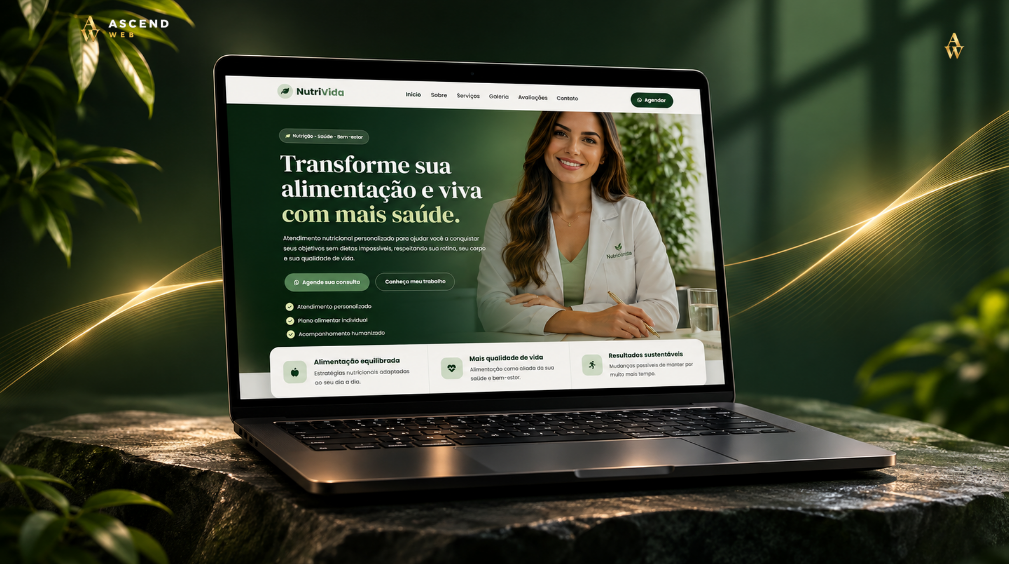 ASCEND
WEB
AW
NutriVida
Início
Sobre
Serviços
Galeria
Avaliações
Contato
Agendar
Nutrição • Saúde • Bem-estar
Transforme sua
alimentação e viva
com mais saúde.
Atendimento nutricional personalizado para ajudar você a conquistar
seus objetivos sem dietas impossíveis, respeitando sua rotina, seu corpo
e sua qualidade de vida.
Agende sua consulta
Conheça meu trabalho
Atendimento personalizado
Plano alimentar individual
Acompanhamento humanizado
Alimentação equilibrada
Estratégias nutricionais adaptadas
ao seu dia a dia.
Mais qualidade de vida
Alimentação como aliada da sua
saúde e bem-estar.
Resultados sustentáveis
Mudanças possíveis de manter por
muito mais tempo.